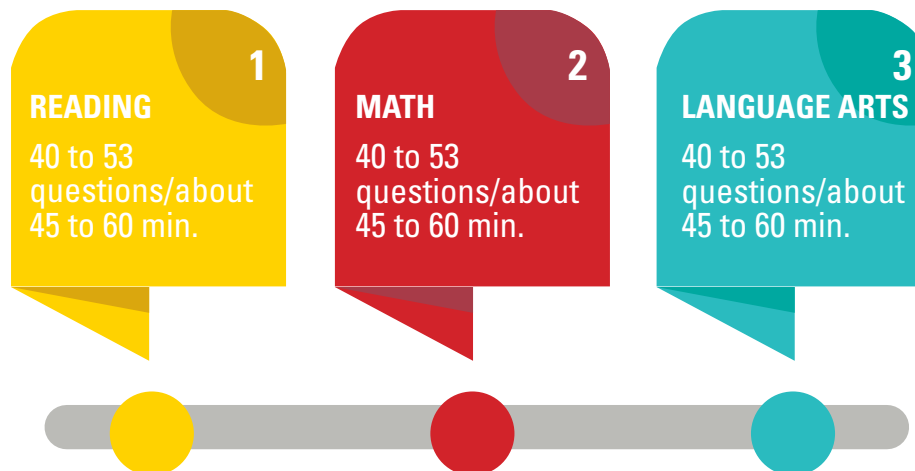 1
READING
40 to 53
questions/about
45 to 60 min.
2
MATH
40 to 53
questions/about
45 to 60 min.
3
LANGUAGE ARTS
40 to 53
questions/about
45 to 60 min.